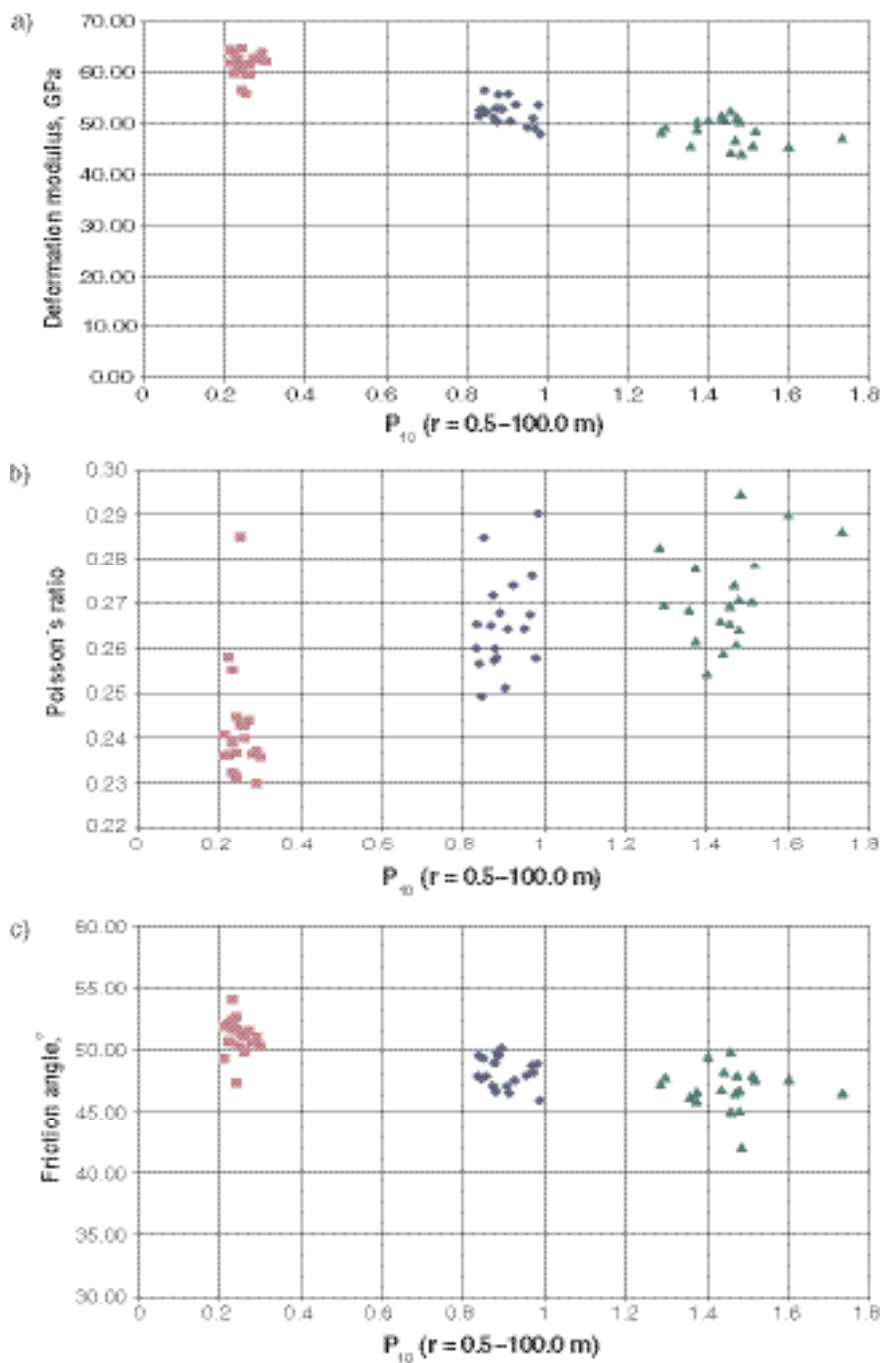 a)
70.00
60.00
50.00
40.00
30.00
20.00
10.00
0.00
Deformation modulus, GPa
0 0.2 0.4 0.6 0.8 1 1.2 1.4 1.6 1.8
P10 (r = 0.5–100.0 m)
b)
0.30
0.29
0.28
0.27
0.26
0.25
0.24
0.23
0.22
Poisson´s ratio
0 0.2 0.4 0.6 0.8 1 1.2 1.4 1.6 1.8
P10 (r = 0.5–100.0 m)
c)
60.00
55.00
50.00
45.00
40.00
35.00
30.00
Friction angle,°
0 0.2 0.4 0.6 0.8 1 1.2 1.4 1.6 1.8
P10 (r = 0.5–100.0 m)